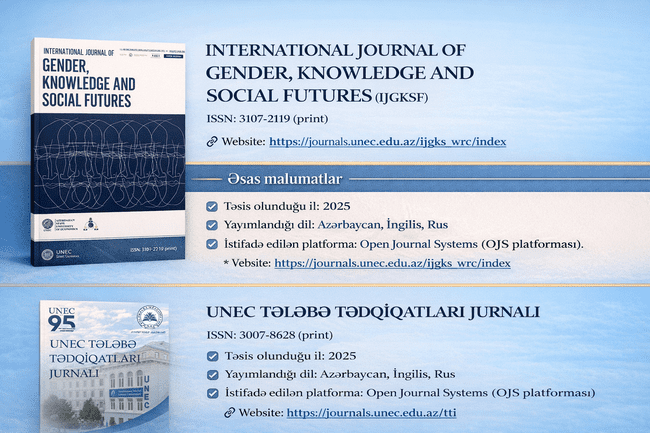 INTERNATIONAL JOURNAL OF
GENDER,
KNOWLEDGE AND
SOCIAL FUTURES
UNEC
ISSN: 3107-2119 (print)
INTERNATIONAL JOURNAL OF
GENDER, KNOWLEDGE AND
SOCIAL FUTURES (IJGKSF)
ISSN: 3107-2119 (print)
Website: https://journals.unec.edu.az/ijgks_wrc/index
Əsas malumatlar
Təsis olunduğu il: 2025
Yayımlandığı dil: Azərbaycan, İngilis, Rus
İstifadə edilən platforma: Open Journal Systems (OJS platforması).
* Vebsite: https://journals.unec.edu.az/ijgks_wrc/index
UNEC
95
UNEC TƏLƏBƏ
TƏDQİQATLARI
JURNALI
UNEC
UNEC TƏLƏBƏ TƏDQİQATLARI JURNALI
ISSN: 3007-8628 (print)
Təsis olunduğu il: 2025
Yayımlandığı dil: Azərbaycan, İngilis, Rus
İstifadə edilən platforma: Open Journal Systems (OJS platforması)
Website: https://journals.unec.edu.az/tti